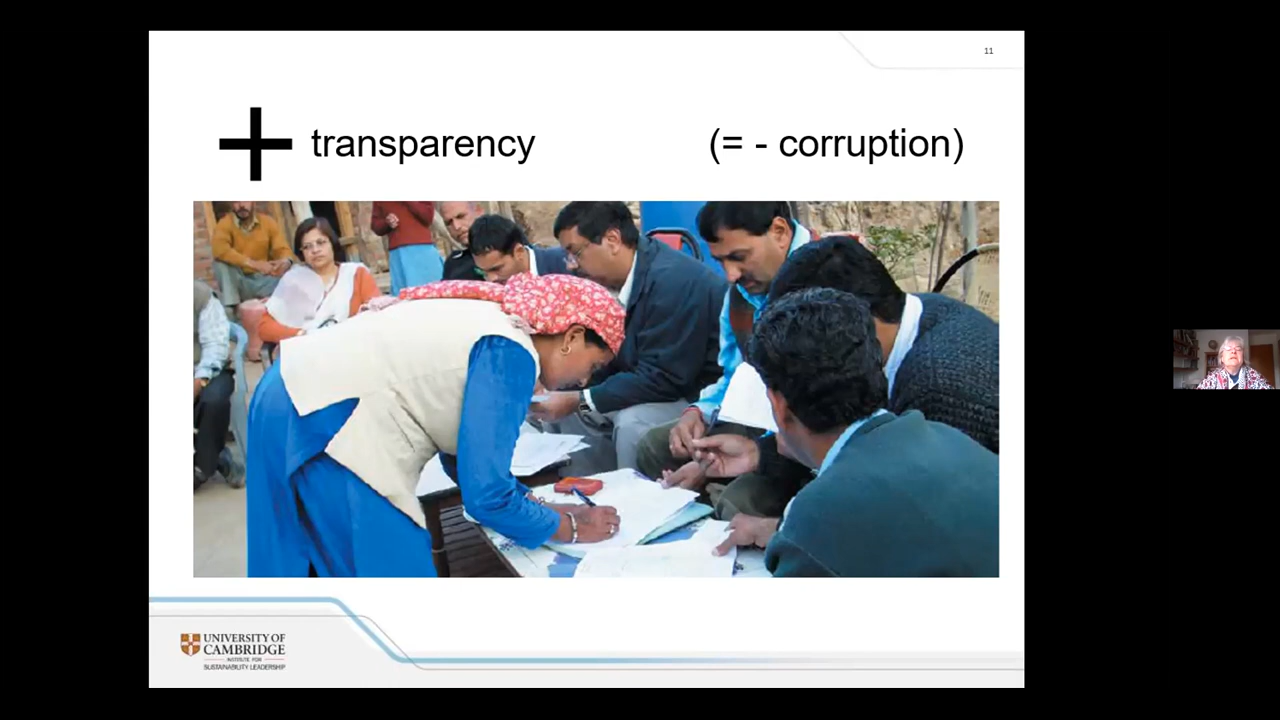 11
+ transparency (= - corruption)
UNIVERSITY OF
CAMBRIDGE
INSTITUTE FOR
SUSTAINABILITY LEADERSHIP